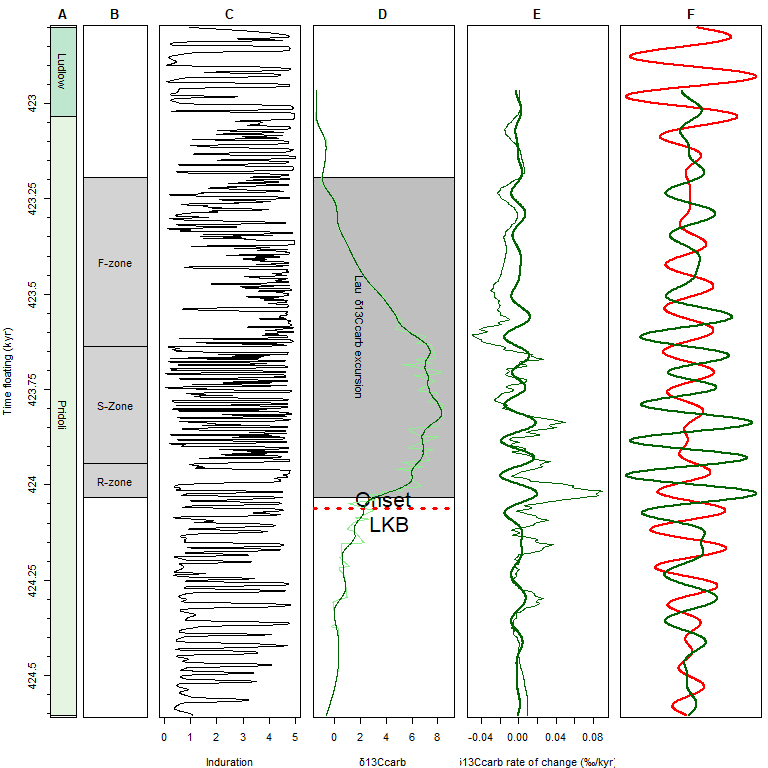 A B C D E F
Time floating (kyr)
423
423.25
423.5
423.75
424
424.25
424.5
Ludlow
Pridoli
F-zone
S-Zone
R-zone
Lau δ13Ccarb excursion
Onset
LKB
0 1 2 3 4 5
Induration
0 2 4 6 8
δ13Ccarb
-0.04 0.00 0.04 0.08
i13Ccarb rate of change (‰/kyr)